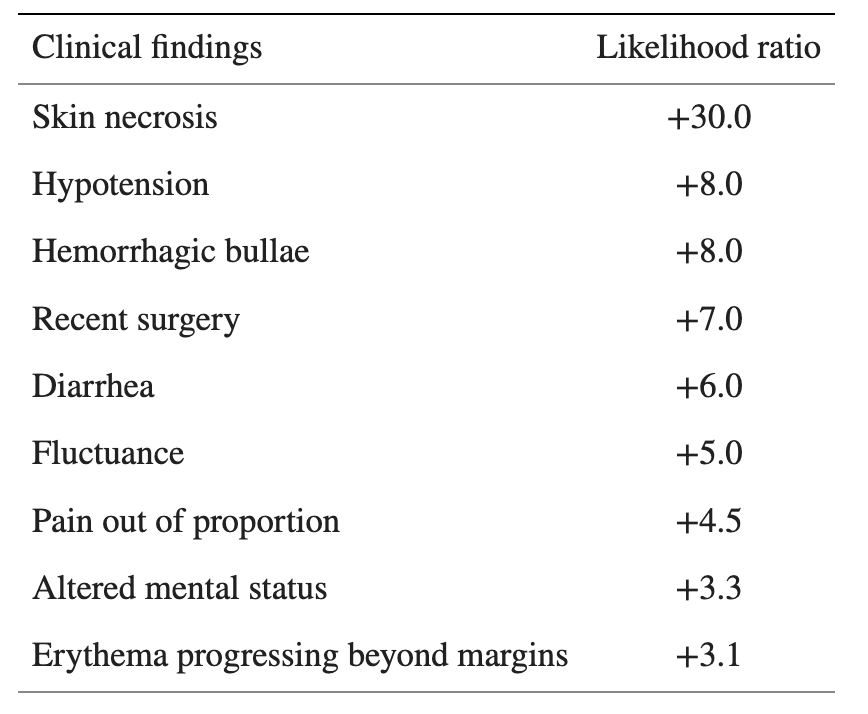 Clinical findings Likelihood ratio
Skin necrosis +30.0
Hypotension +8.0
Hemorrhagic bullae +8.0
Recent surgery +7.0
Diarrhea +6.0
Fluctuance +5.0
Pain out of proportion +4.5
Altered mental status +3.3
Erythema progressing beyond margins +3.1